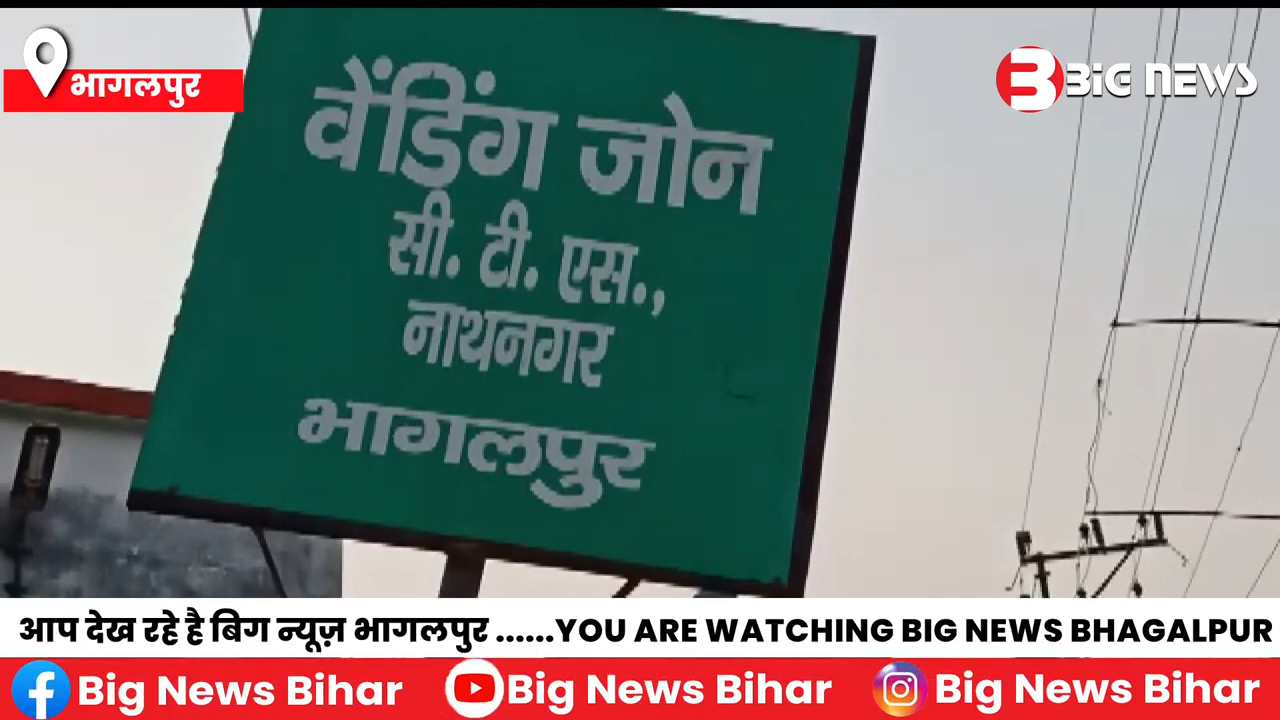 भागलपुर
BIG NEWS
वेंडिंग जोन
सी. टी. एस.,
नाथनगर
भागलपुर
आप देख रहे है बिग न्यूज़ भागलपुर ......YOU ARE WATCHING BIG NEWS BHAGALPUR
Big News Bihar Big News Bihar Big News Bihar